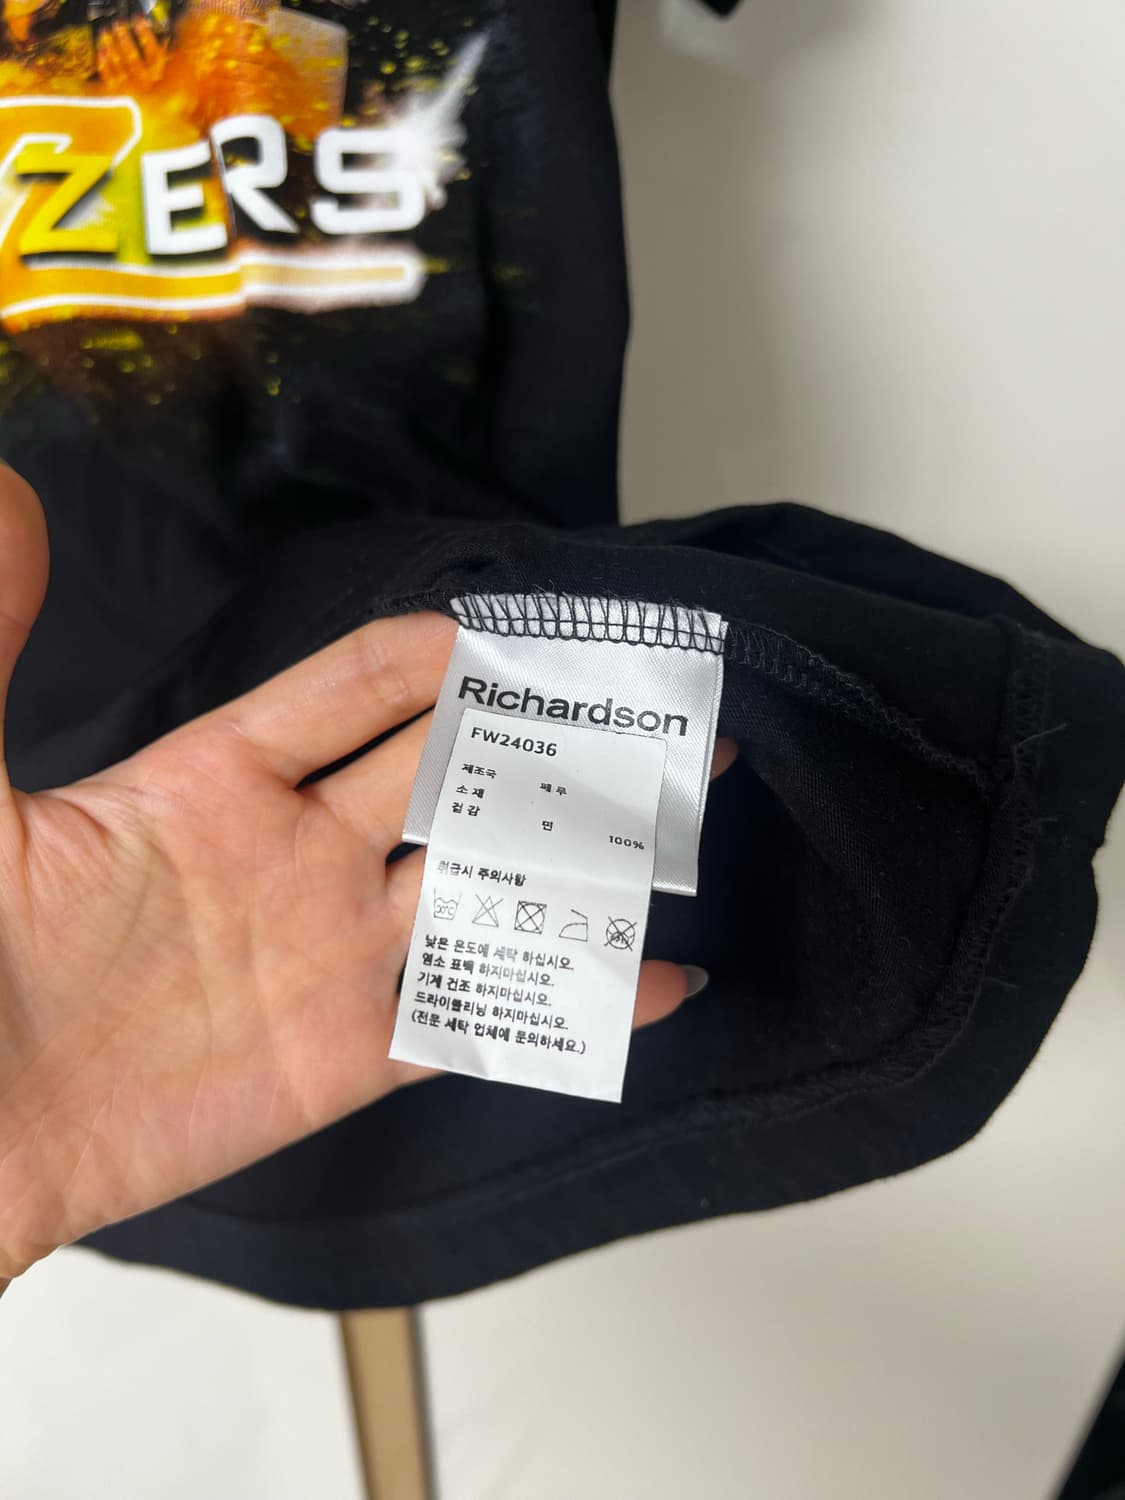 ZERS
Richardson
FW24036
제조국 페루
소재
겉감 면 100%
취급시 주의사항
30℃
낮은 온도에 세탁 하십시오.
염소 표백 하지마십시오.
기계 건조 하지마십시오.
드라이클리닝 하지마십시오.
(전문 세탁 업체에 문의하세요.)